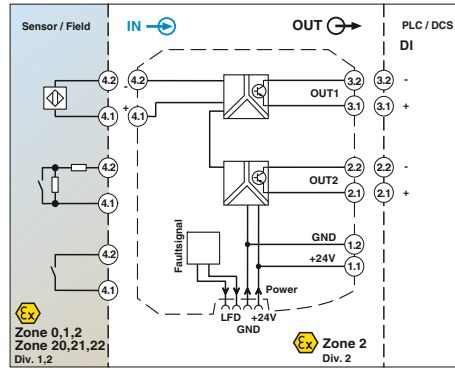 Sensor / Field
IN
OUT
PLC / DCS
DI
4.2
4.2
-
3.2
3.2
-
OUT1
4.1
+
4.1
3.1
3.1
+
4.2
2.2
2.2
-
OUT2
4.1
2.1
2.1
+
Faultsignal
GND
1.2
4.2
+24V
1.1
4.1
Power
LFD
+24V
GND
Ex
Zone 0,1,2
Zone 20,21,22
Div. 1,2
Ex
Zone 2
Div. 2